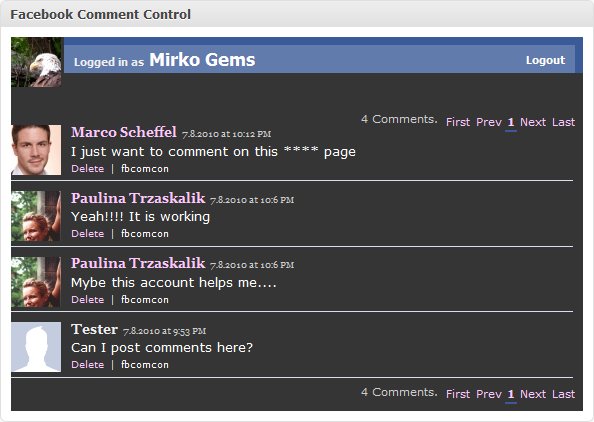 Facebook Comment Control
Logged in as Mirko Gems Logout
4 Comments. First Prev 1 Next Last
Marco Scheffel 7.8.2010 at 10:12 PM
I just want to comment on this **** page
Delete | fbcomcon
Paulina Trzaskalik 7.8.2010 at 10:6 PM
Yeah!!!! It is working
Delete | fbcomcon
Paulina Trzaskalik 7.8.2010 at 10:6 PM
Mybe this account helps me....
Delete | fbcomcon
Tester 7.8.2010 at 9:53 PM
Can I post comments here?
Delete | fbcomcon
4 Comments. First Prev 1 Next Last